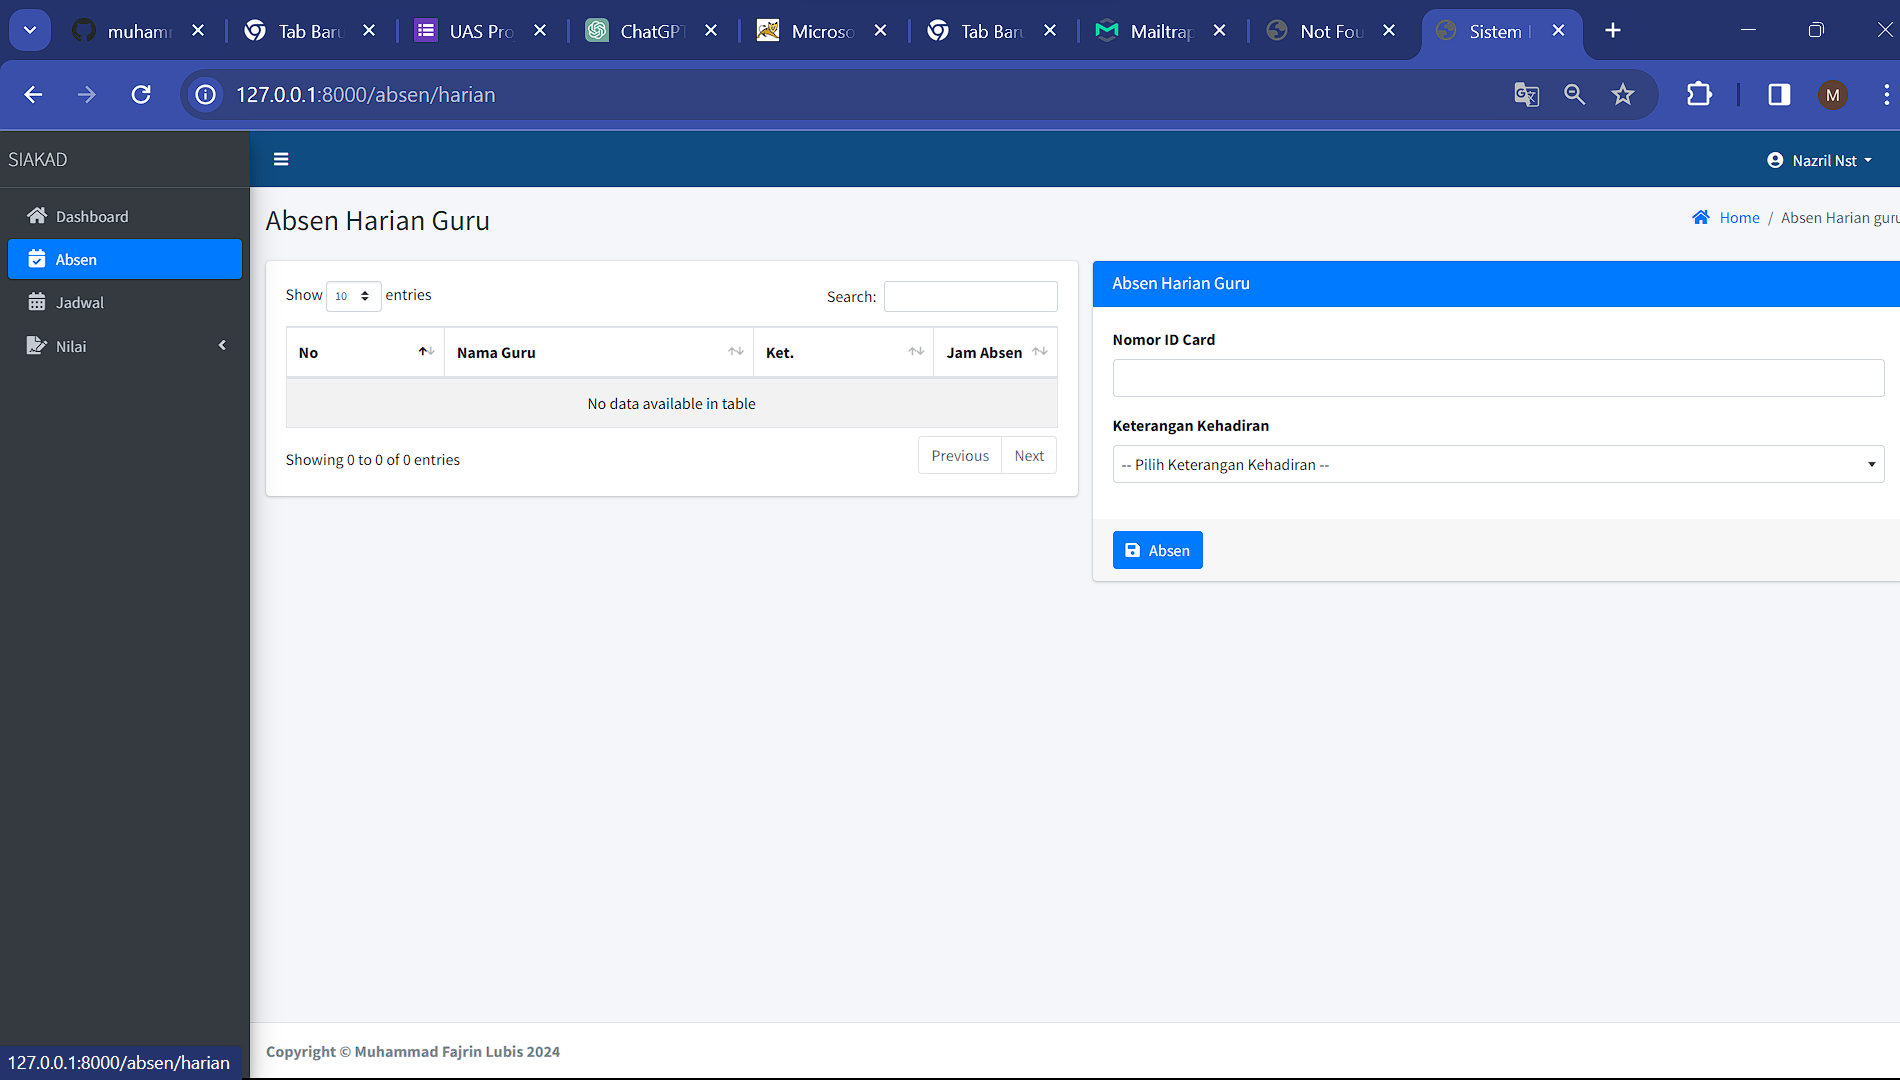 muhamm
Tab Baru
UAS Pro
ChatGPT
Microso
Tab Baru
Mailtrap
Not Fou
Sistem I
127.0.0.1:8000/absen/harian
M
SIAKAD
Nazril Nst
Dashboard
Absen
Jadwal
Nilai
Absen Harian Guru
Home / Absen Harian guru
Show 10 entries
Search:
No Nama Guru Ket. Jam Absen
No data available in table
Showing 0 to 0 of 0 entries
Previous Next
Absen Harian Guru
Nomor ID Card
Keterangan Kehadiran
-- Pilih Keterangan Kehadiran --
Absen
Copyright © Muhammad Fajrin Lubis 2024
127.0.0.1:8000/absen/harian